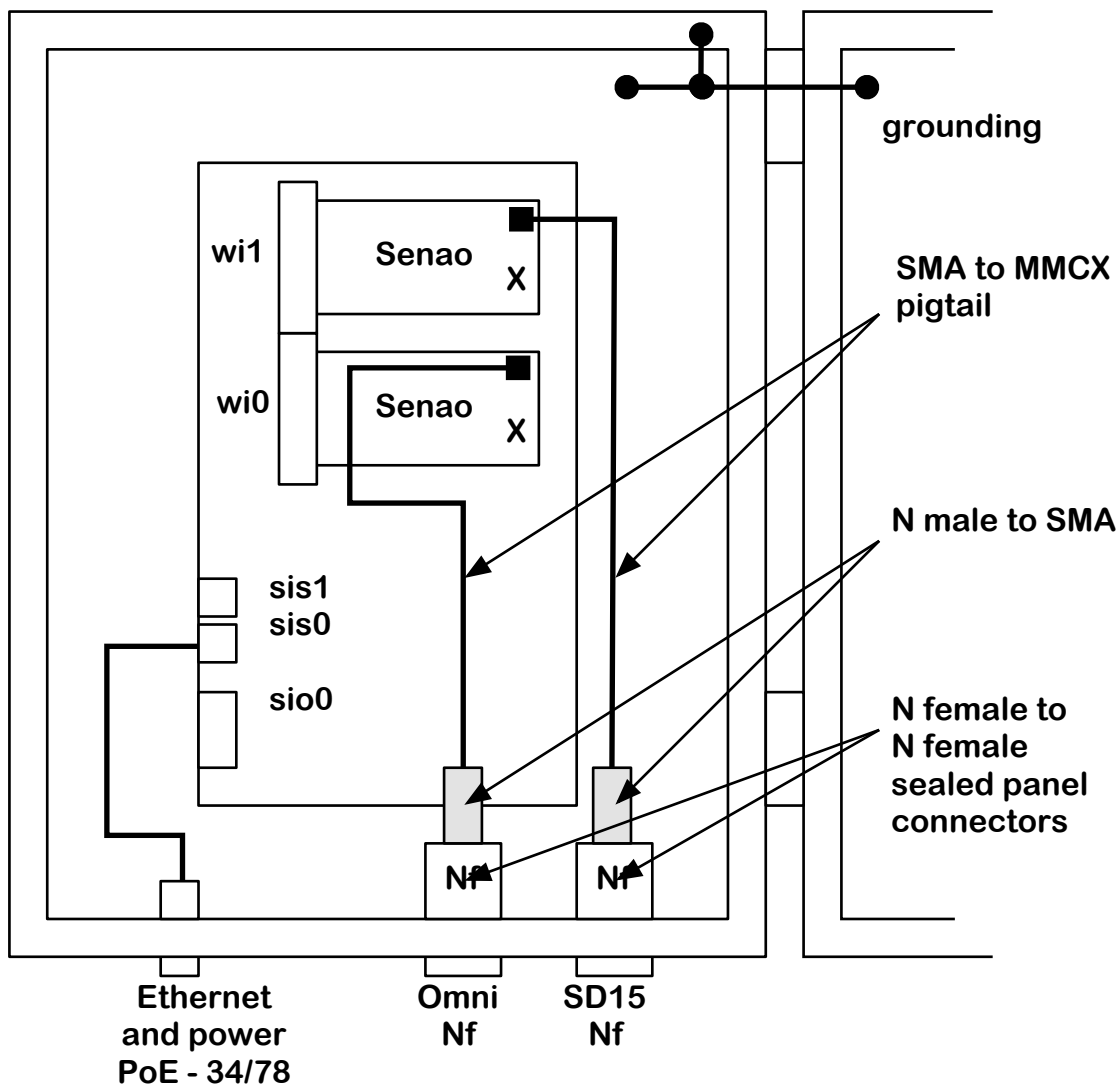 grounding
wi1
Senao
X
SMA to MMCX
pigtail
wi0
Senao
X
N male to SMA
sis1
sis0
sio0
N female to
N female
sealed panel
connectors
Nf
Nf
Ethernet
and power
PoE - 34/78
Omni
Nf
SD15
Nf